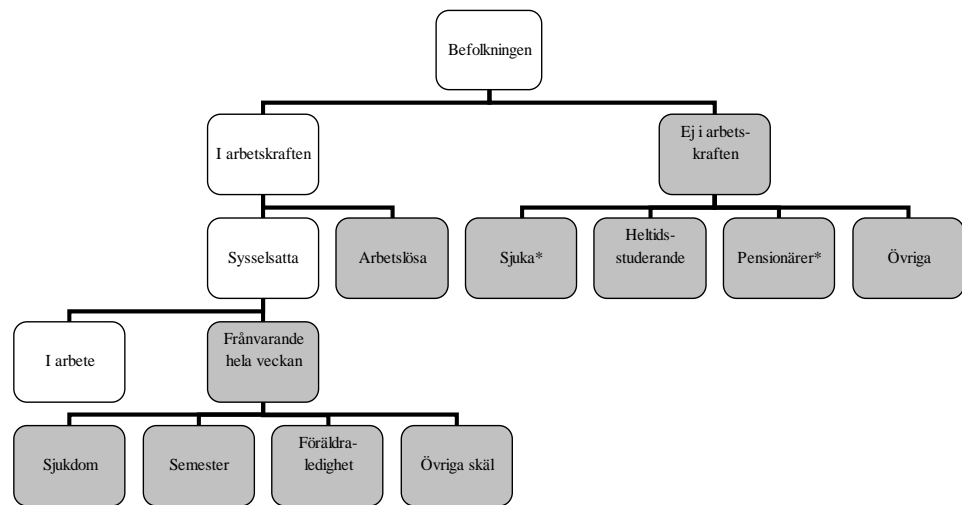 Befolkningen
I arbetskraften
Ej i arbets-
kraften
Sysselsatta
Arbetslösa
Sjuka*
Heltids-
studerande
Pensionärer*
Övriga
I arbete
Frånvarande
hela veckan
Sjukdom
Semester
Föräldra-
ledighet
Övriga skäl